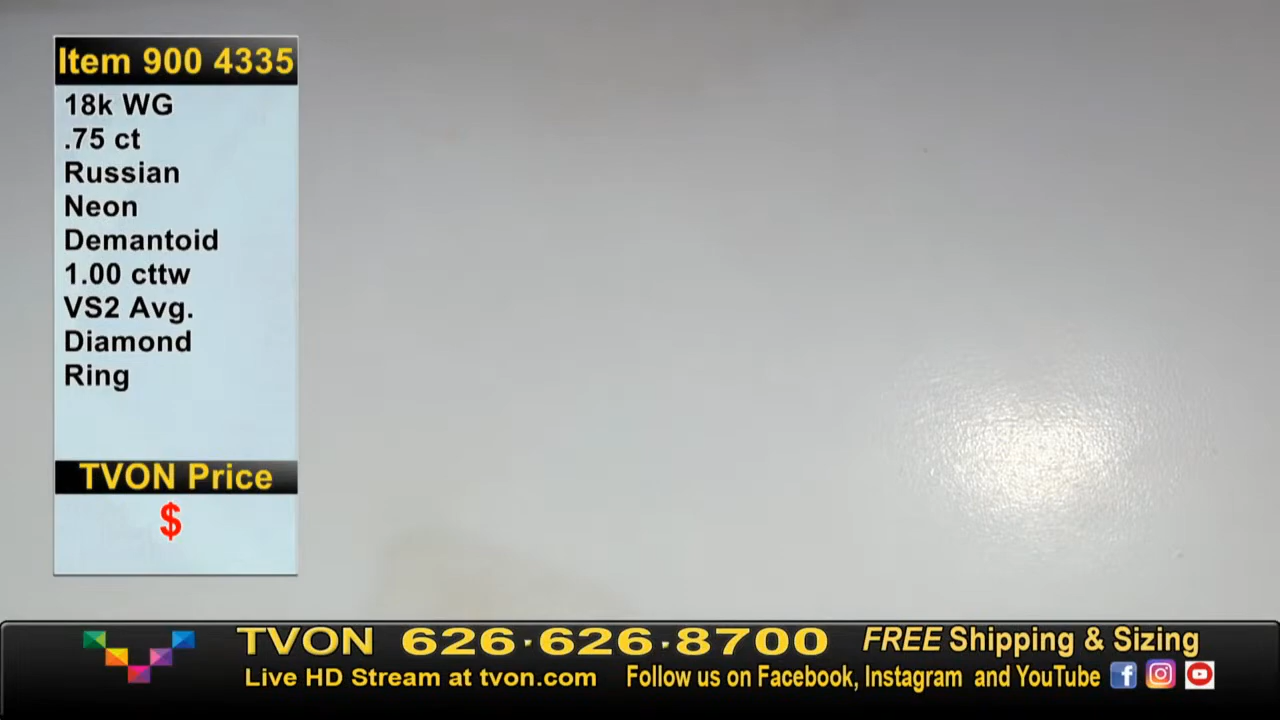 Item 900 4335
18k WG
.75 ct
Russian
Neon
Demantoid
1.00 cttw
VS2 Avg.
Diamond
Ring
TVON Price
$
TVON 626·626·8700 FREE Shipping & Sizing
Live HD Stream at tvon.com Follow us on Facebook, Instagram and YouTube